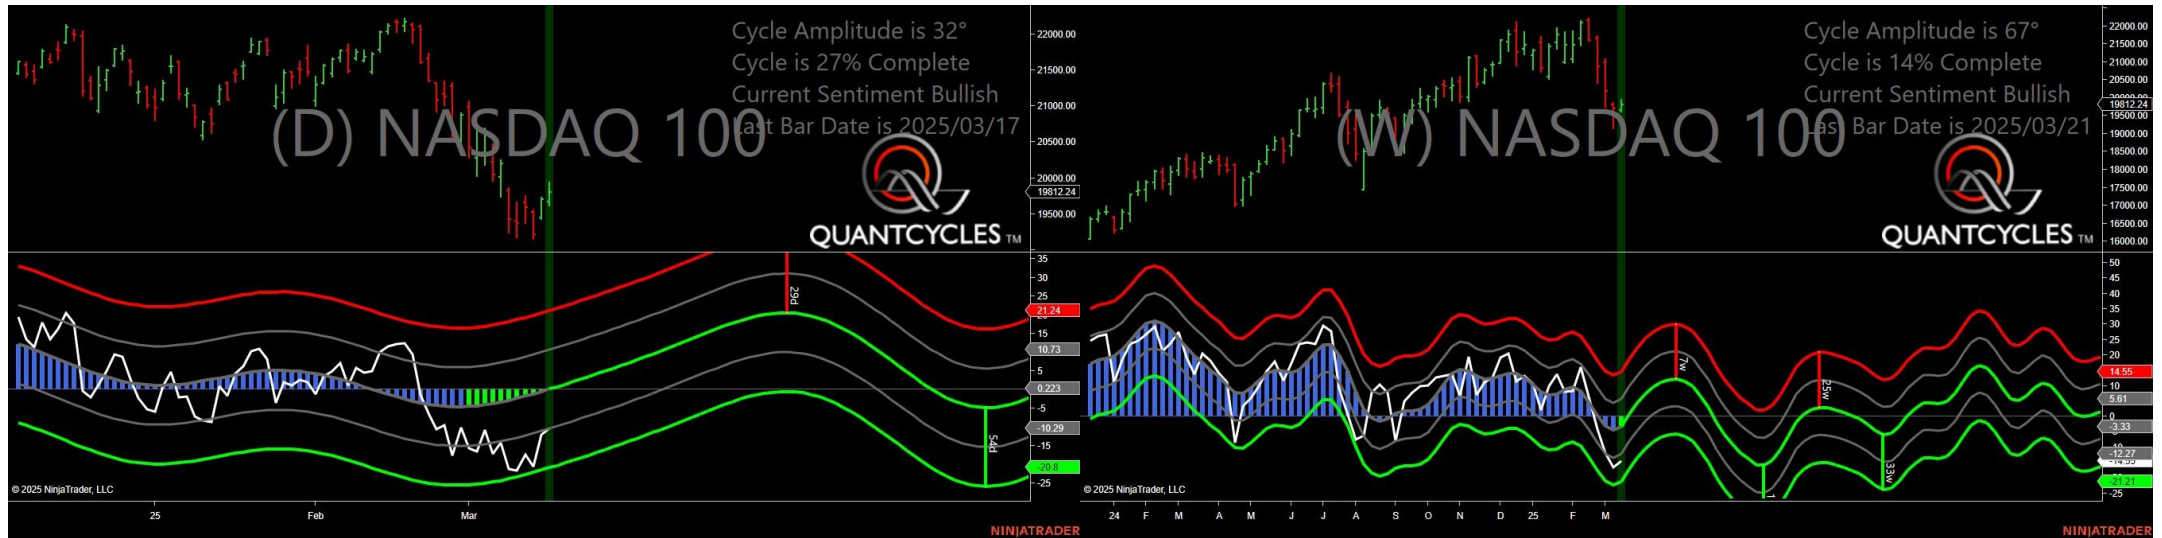 Cycle Amplitude is 32°
Cycle is 27% Complete
Current Sentiment Bullish
Last Bar Date is 2025/03/17
(D) NASDAQ 100
QUANTCYCLES TM
22000.00
21500.00
21000.00
20500.00
20000.00
19812.24
19500.00
35
30
25
21.24
15
10.73
5
0.223
-5
-10.29
-15
-20.8
-25
29d
54d
© 2025 NinjaTrader, LLC
25 Feb Mar
NINJATRADER
Cycle Amplitude is 67°
Cycle is 14% Complete
Current Sentiment Bullish
Last Bar Date is 2025/03/21
(W) NASDAQ 100
QUANTCYCLES TM
22000.00
21500.00
21000.00
20500.00
20000.00
19812.24
19500.00
19000.00
18500.00
18000.00
17500.00
17000.00
16500.00
16000.00
50
45
40
35
30
25
20
14.55
10
5.61
0
-3.33
-12.27
-21.21
-25
7w
25w
33w
© 2025 NinjaTrader, LLC
24 F M A M J J A S O N D 25 F M
NINJATRADER